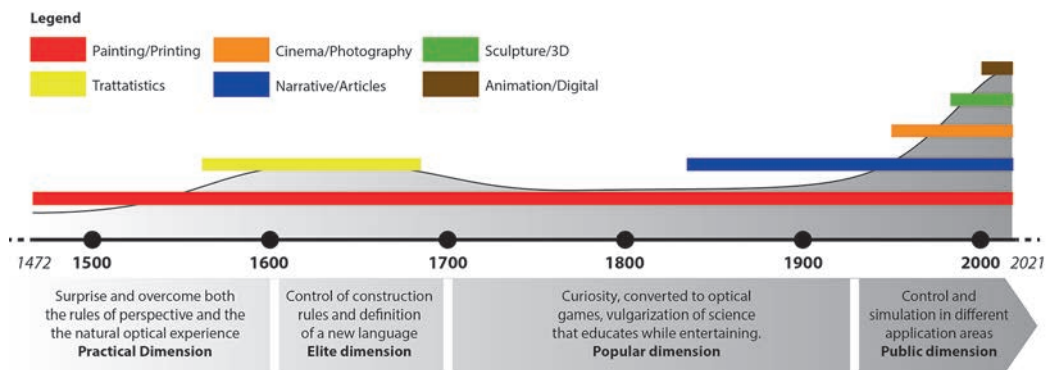 Legend
Painting/Printing
Cinema/Photography
Sculpture/3D
Trattatistics
Narrative/Articles
Animation/Digital
1472
1500
1600
1700
1800
1900
2000
2021
Surprise and overcome both
the rules of perspective and the
the natural optical experience
Practical Dimension
Control of construction
rules and definition
of a new language
Elite dimension
Curiosity, converted to optical
games, vulgarization of science
that educates while entertaining.
Popular dimension
Control and
simulation in different
application areas
Public dimension